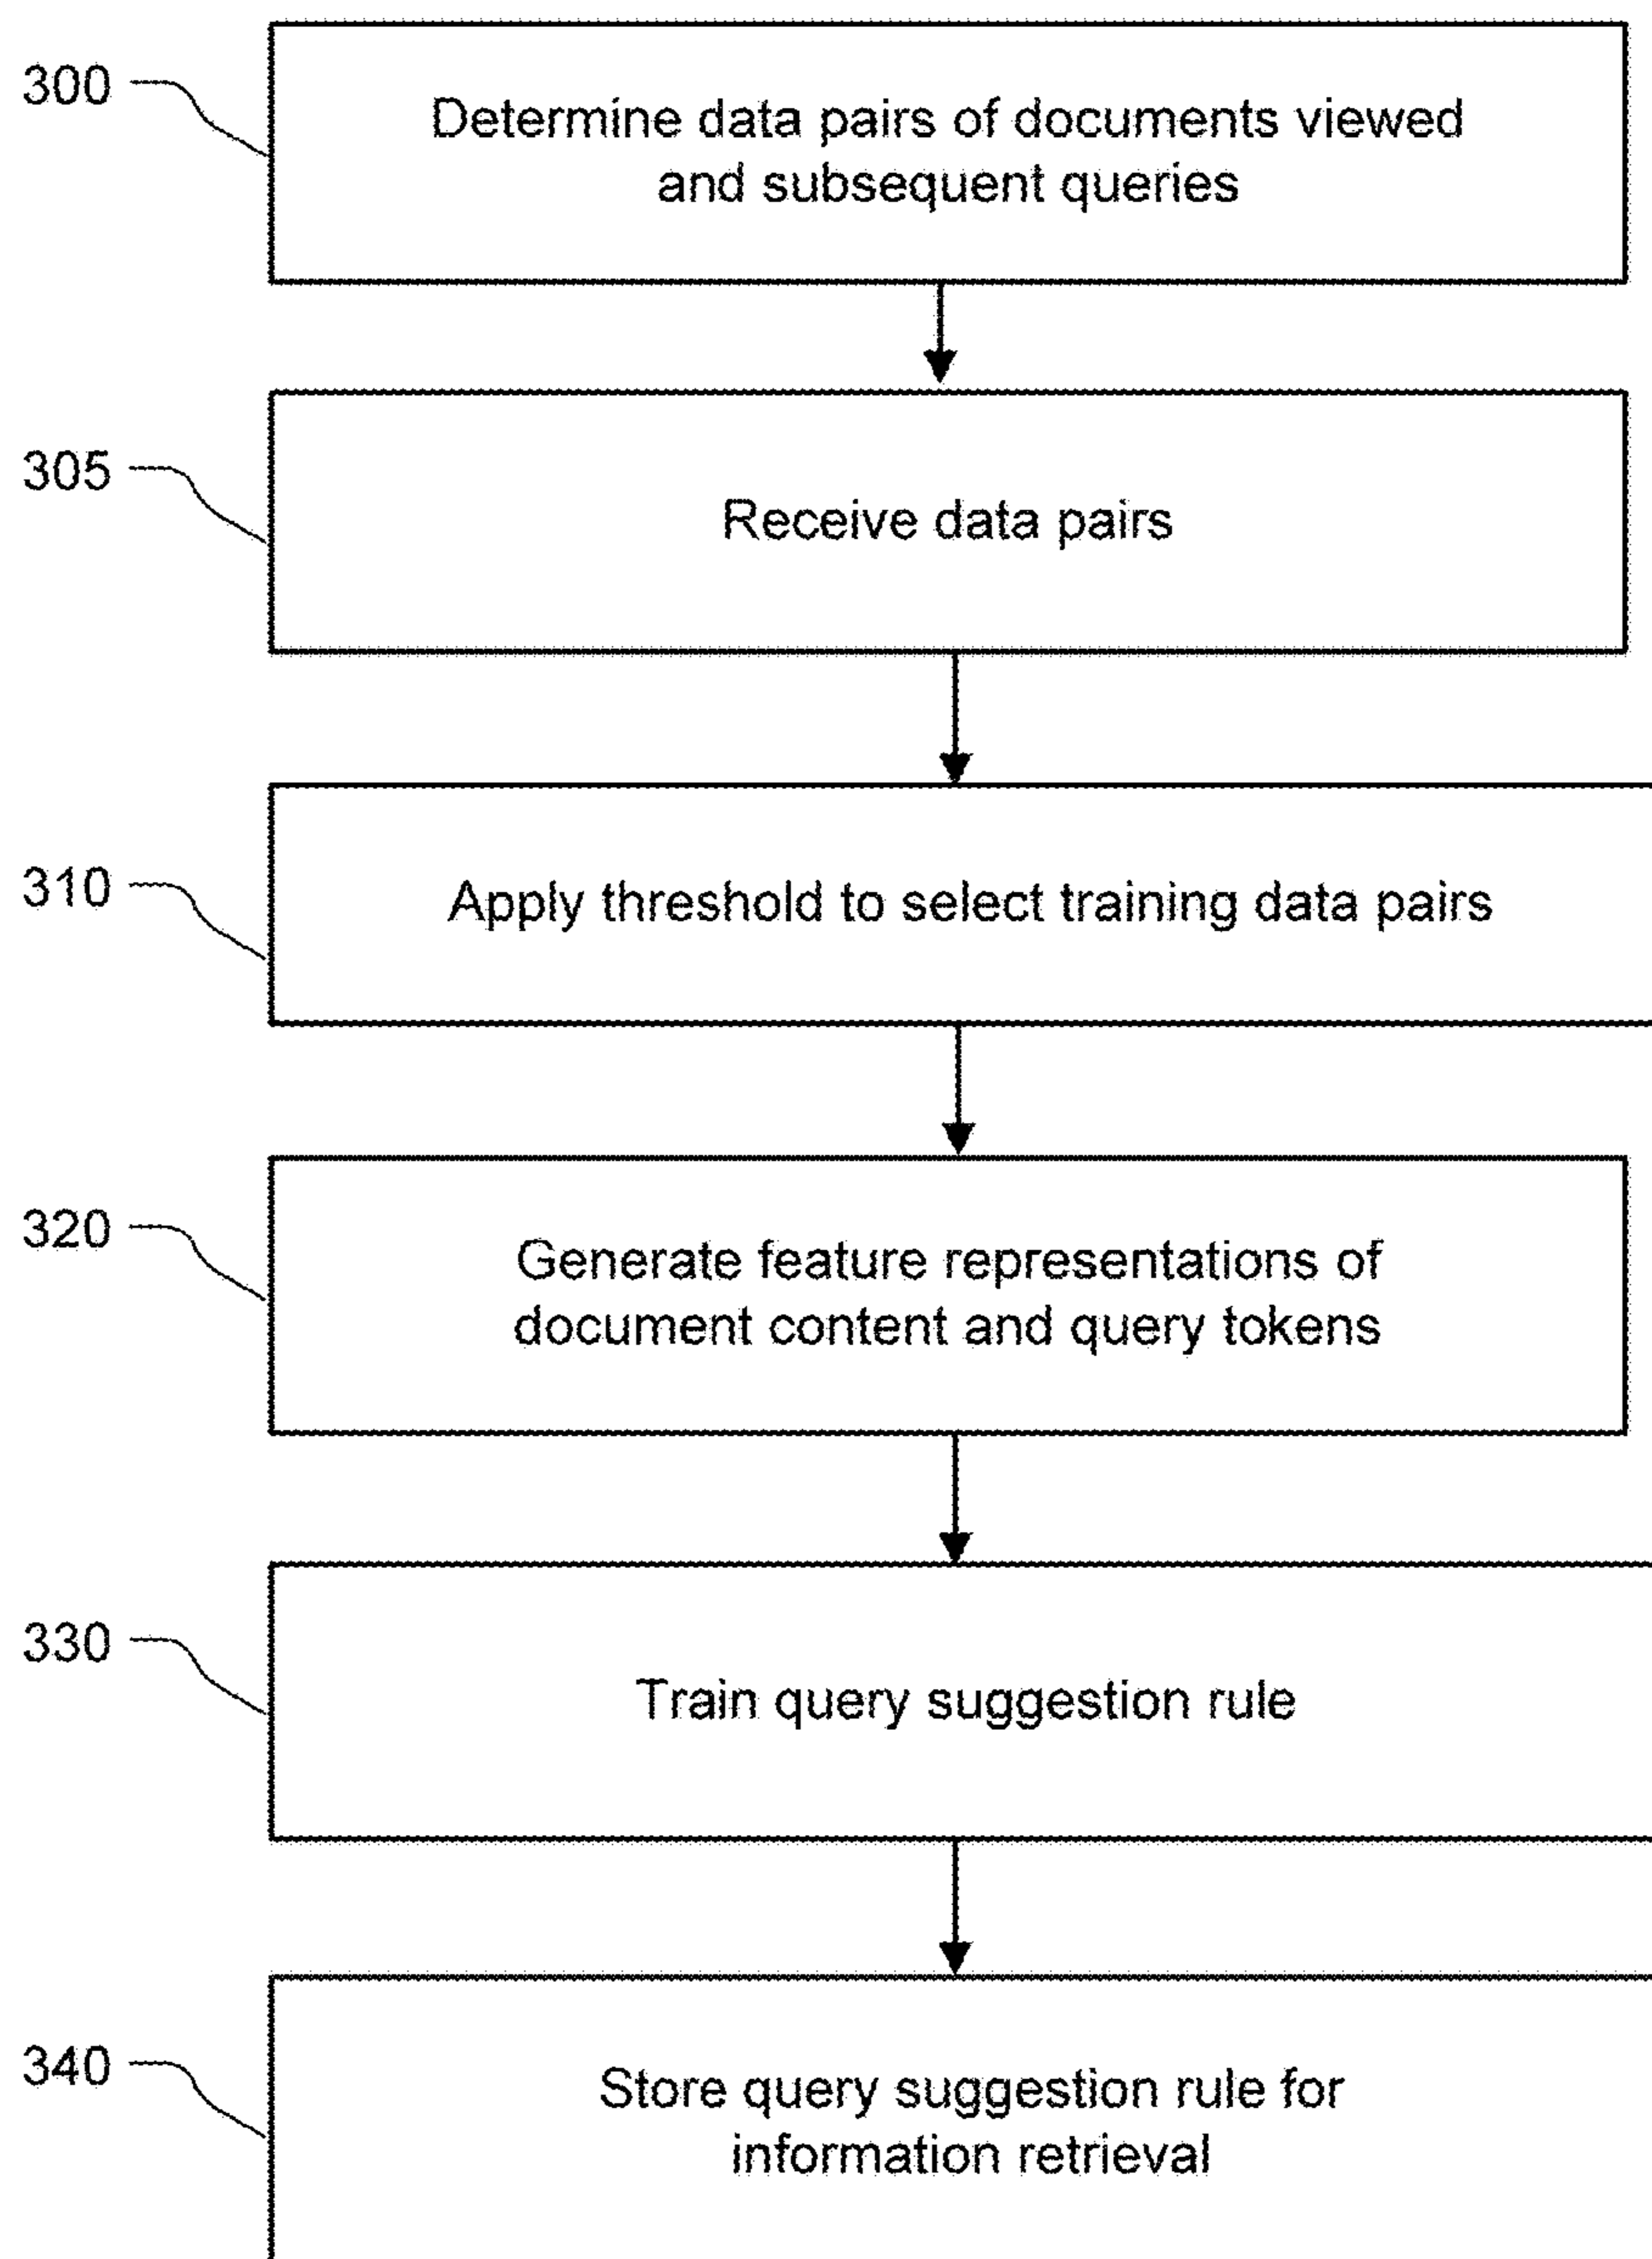 300
Determine data pairs of documents viewed
and subsequent queries
305
Receive data pairs
310
Apply threshold to select training data pairs
320
Generate feature representations of
document content and query tokens
330
Train query suggestion rule
340
Store query suggestion rule for
information retrieval